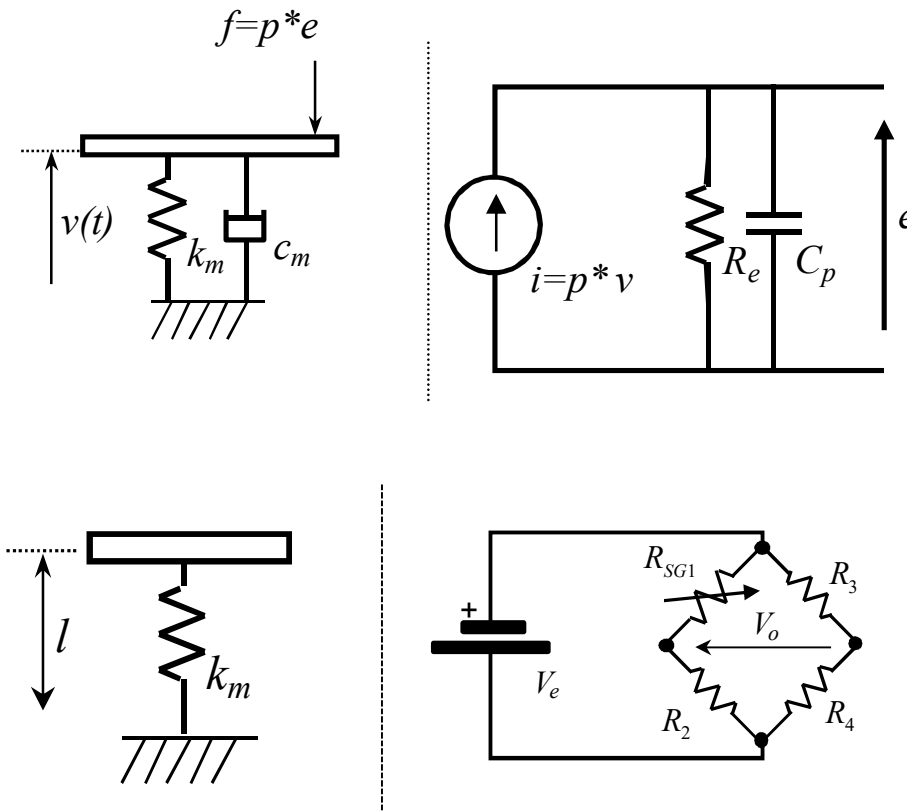 f=p*e
v(t)
k_m
c_m
i=p* v
R_e
C_p
e
l
k_m
+
V_e
R_SG1
R_3
V_o
R_2
R_4